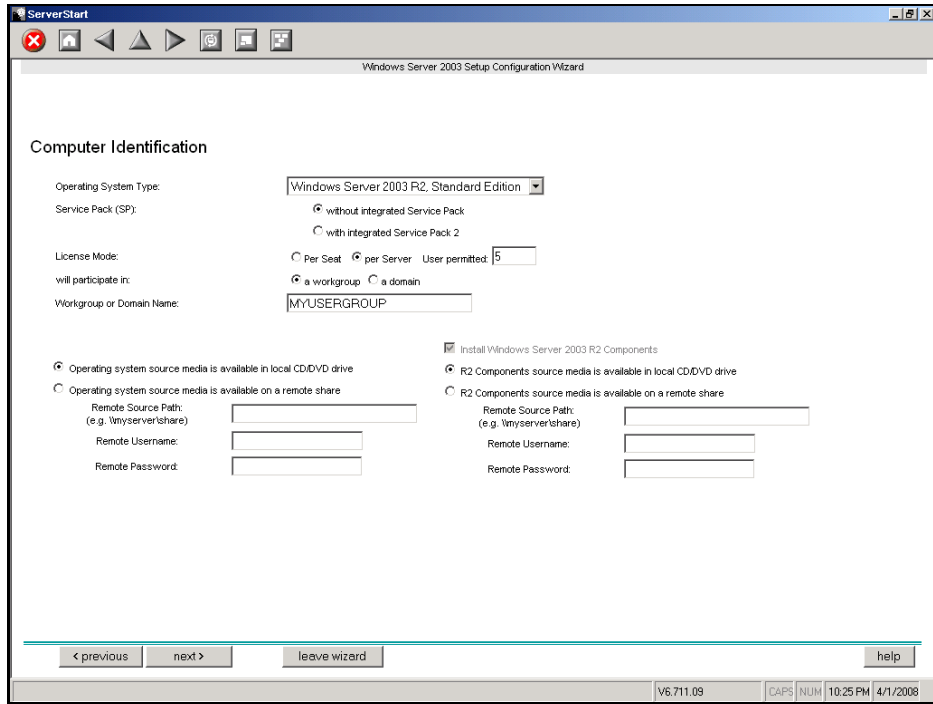 ServerStart
Windows Server 2003 Setup Configuration Wizard
Computer Identification
Operating System Type: Windows Server 2003 R2, Standard Edition
Service Pack (SP): without integrated Service Pack
with integrated Service Pack 2
License Mode: Per Seat per Server User permitted: 5
will participate in: a workgroup a domain
Workgroup or Domain Name: MYUSERGROUP
Operating system source media is available in local CD/DVD drive
Operating system source media is available on a remote share
Remote Source Path:
(e.g. \\myserver\share)
Remote Username:
Remote Password:
Install Windows Server 2003 R2 Components
R2 Components source media is available in local CD/DVD drive
R2 Components source media is available on a remote share
Remote Source Path:
(e.g. \\myserver\share)
Remote Username:
Remote Password:
< previous next > leave wizard help
V6.711.09 CAPS NUM 10:25 PM 4/1/2008